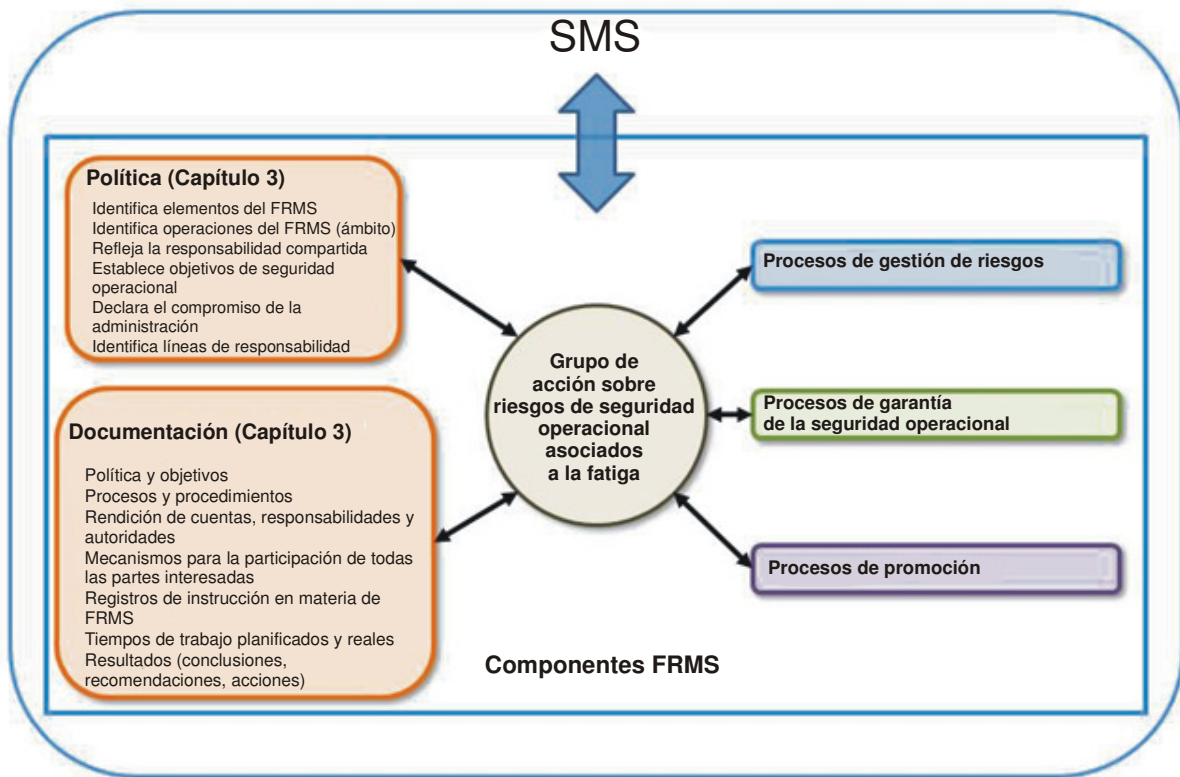 SMS
Política (Capítulo 3)
Identifica elementos del FRMS
Identifica operaciones del FRMS (ámbito)
Refleja la responsabilidad compartida
Establece objetivos de seguridad
operacional
Declara el compromiso de la
administración
Identifica líneas de responsabilidad
Documentación (Capítulo 3)
Política y objetivos
Procesos y procedimientos
Rendición de cuentas, responsabilidades y
autoridades
Mecanismos para la participación de todas
las partes interesadas
Registros de instrucción en materia de
FRMS
Tiempos de trabajo planificados y reales
Resultados (conclusiones,
recomendaciones, acciones)
Grupo de
acción sobre
riesgos de seguridad
operacional
asociados
a la fatiga
Procesos de gestión de riesgos
Procesos de garantía
de la seguridad operacional
Procesos de promoción
Componentes FRMS